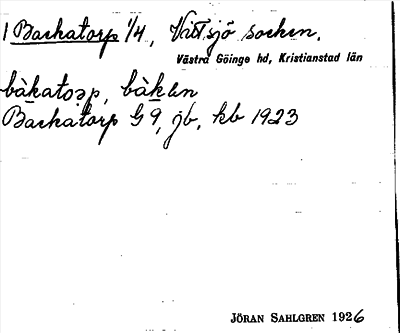 1 Backatorp 1/4, Vittsjö socken.
Västra Göinge hd, Kristianstad län
bàkatorp, bàkan
Backatorp G 9, jb, kb 1923
JÖRAN SAHLGREN 1926